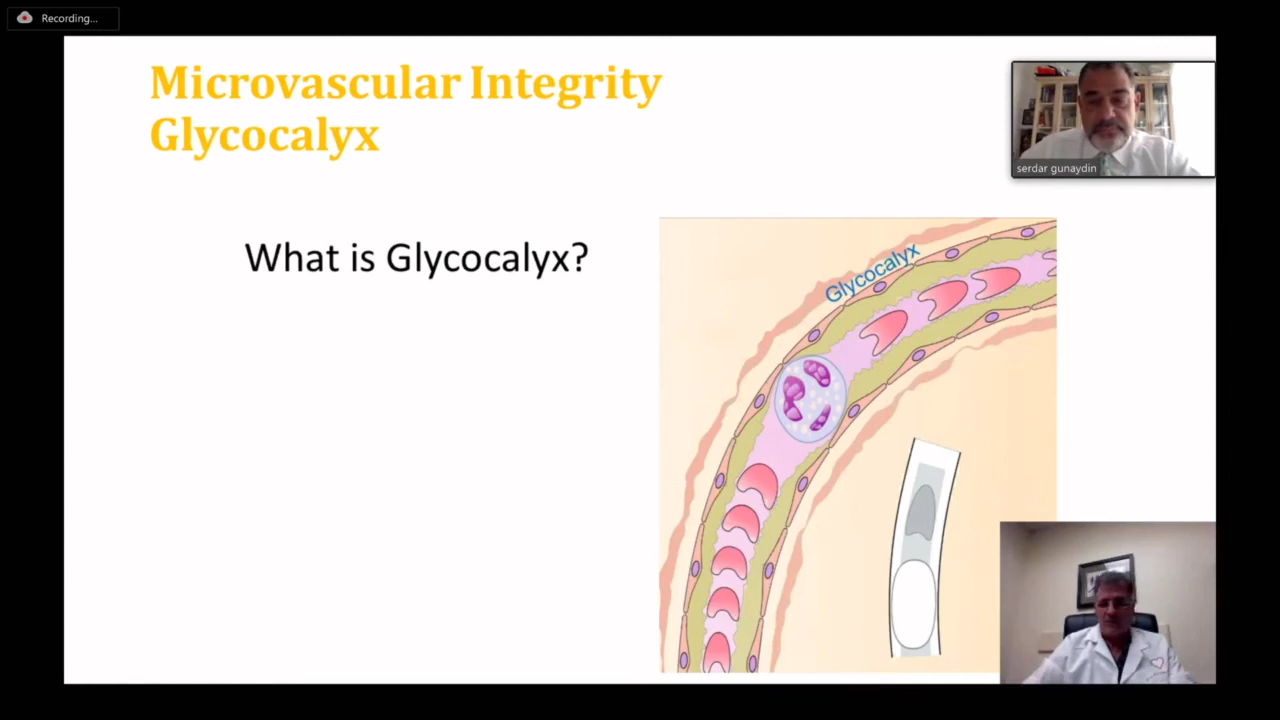 Recording...
Microvascular Integrity
Glycocalyx
serdar gunaydin
What is Glycocalyx?
Glycocalyx